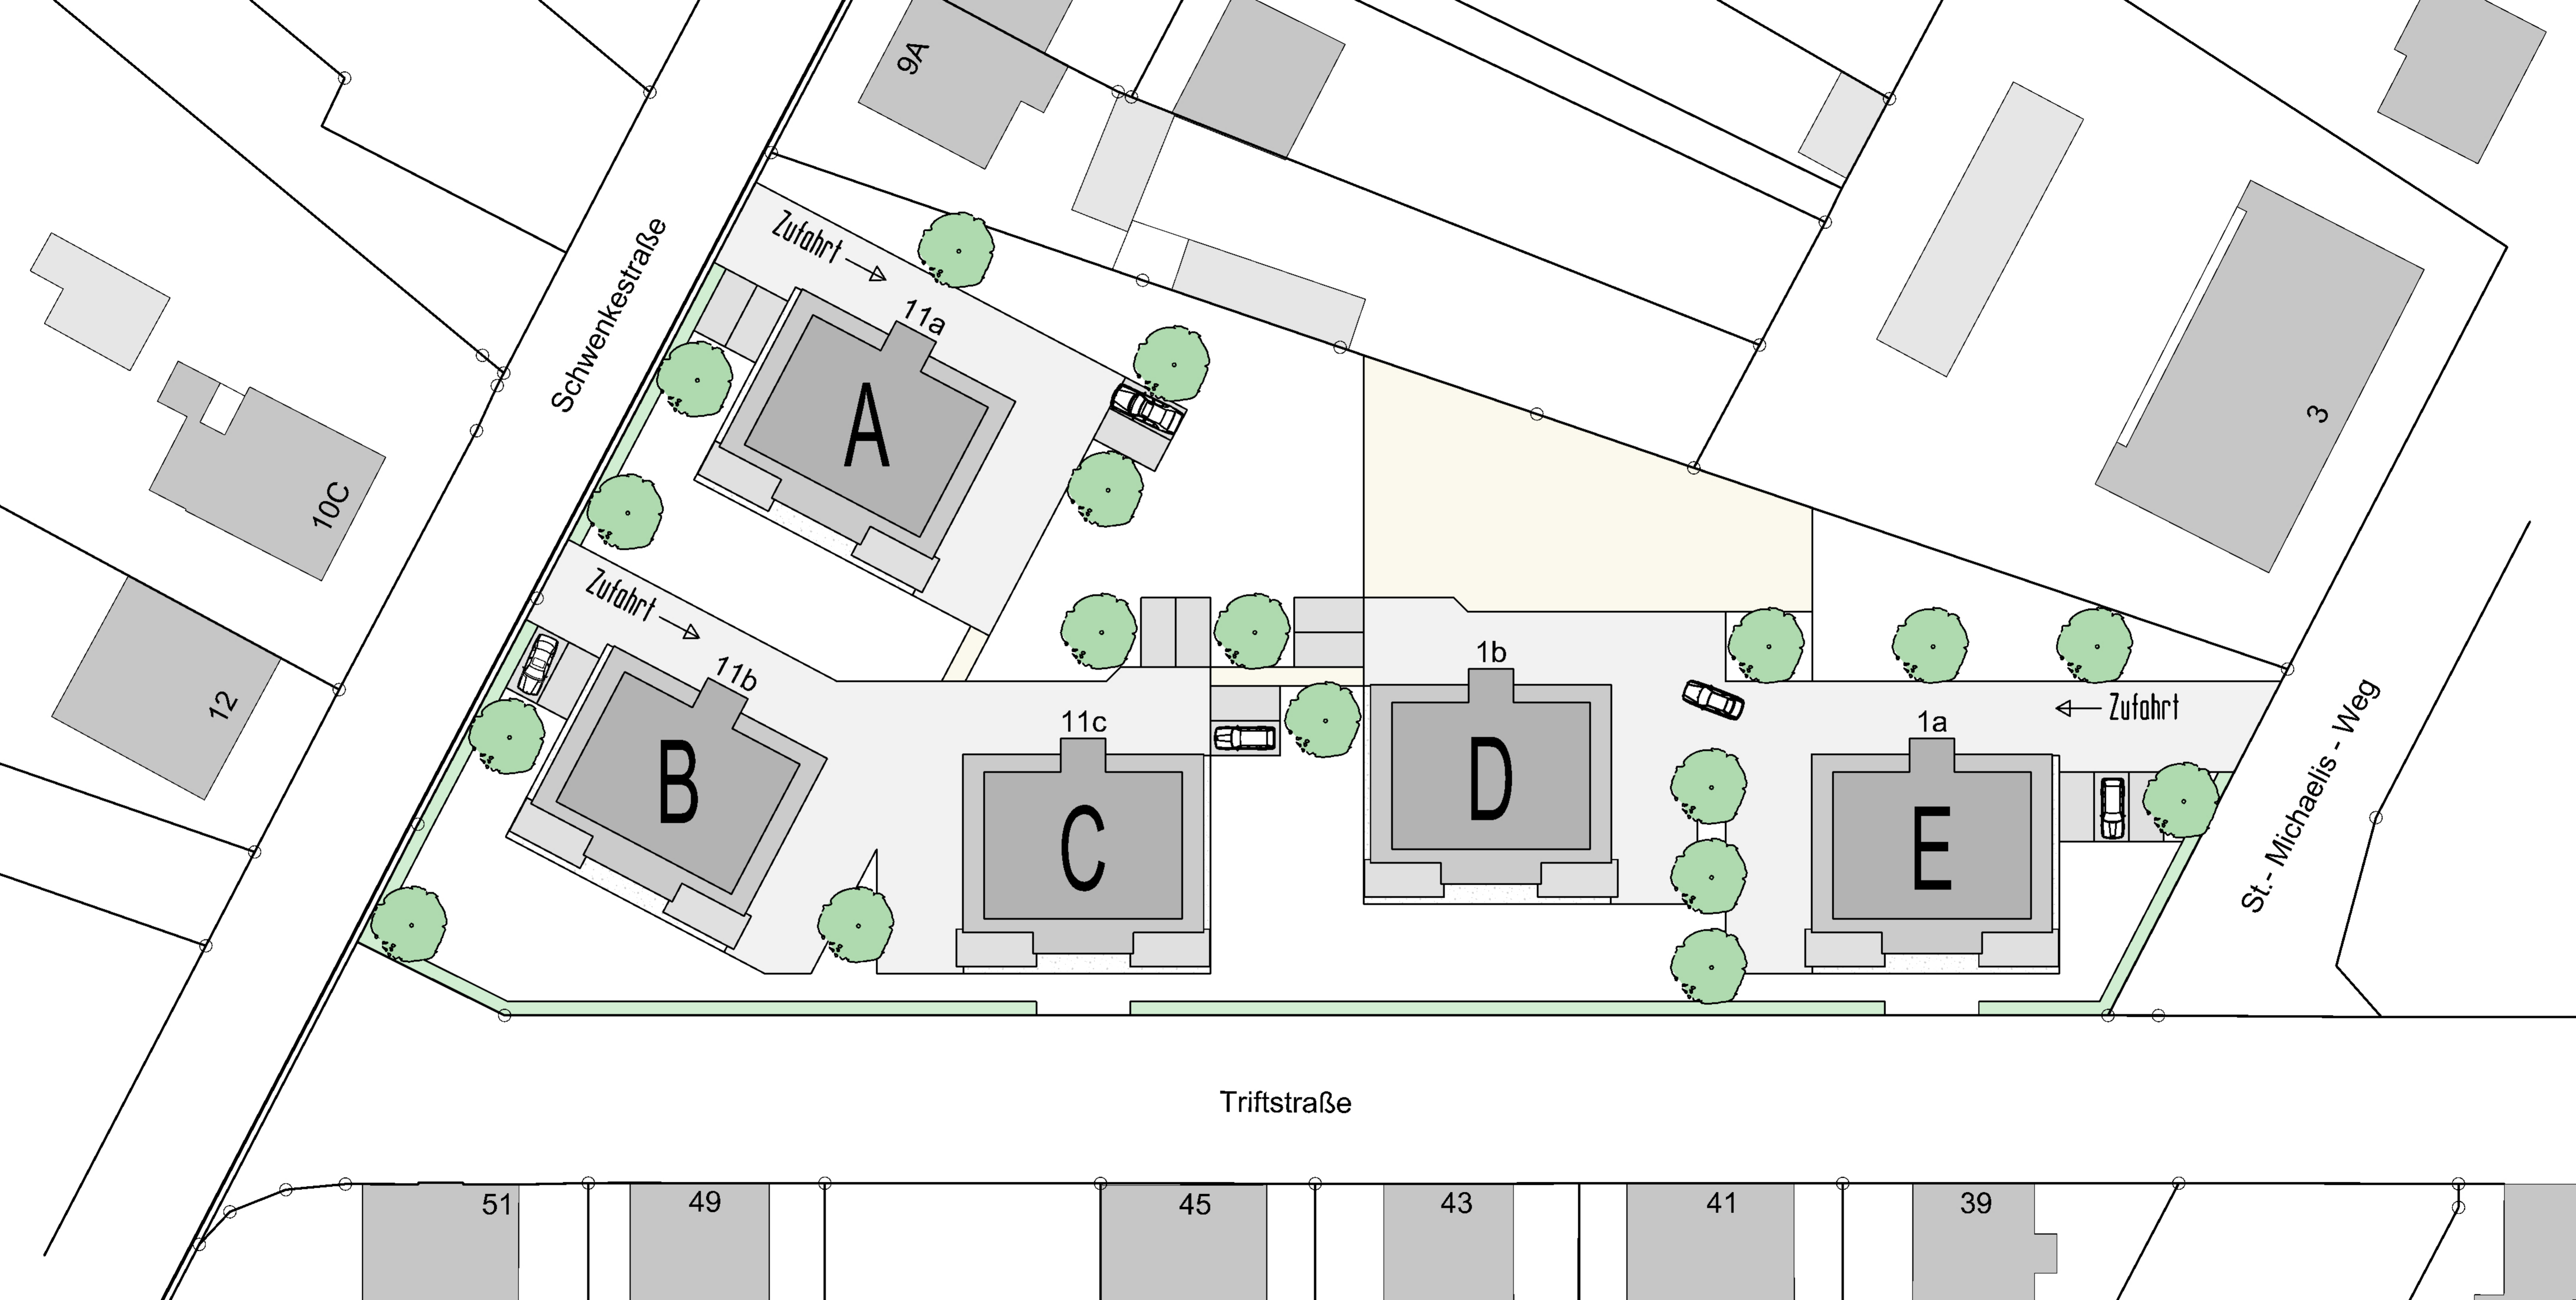 9A
Zufahrt
11a
Schwenkestraße
A
3
10C
Zufahrt
11b
1b
12
B
11c
D
1a
Zufahrt
C
E
St.- Michaelis - Weg
Triftstraße
51
49
45
43
41
39